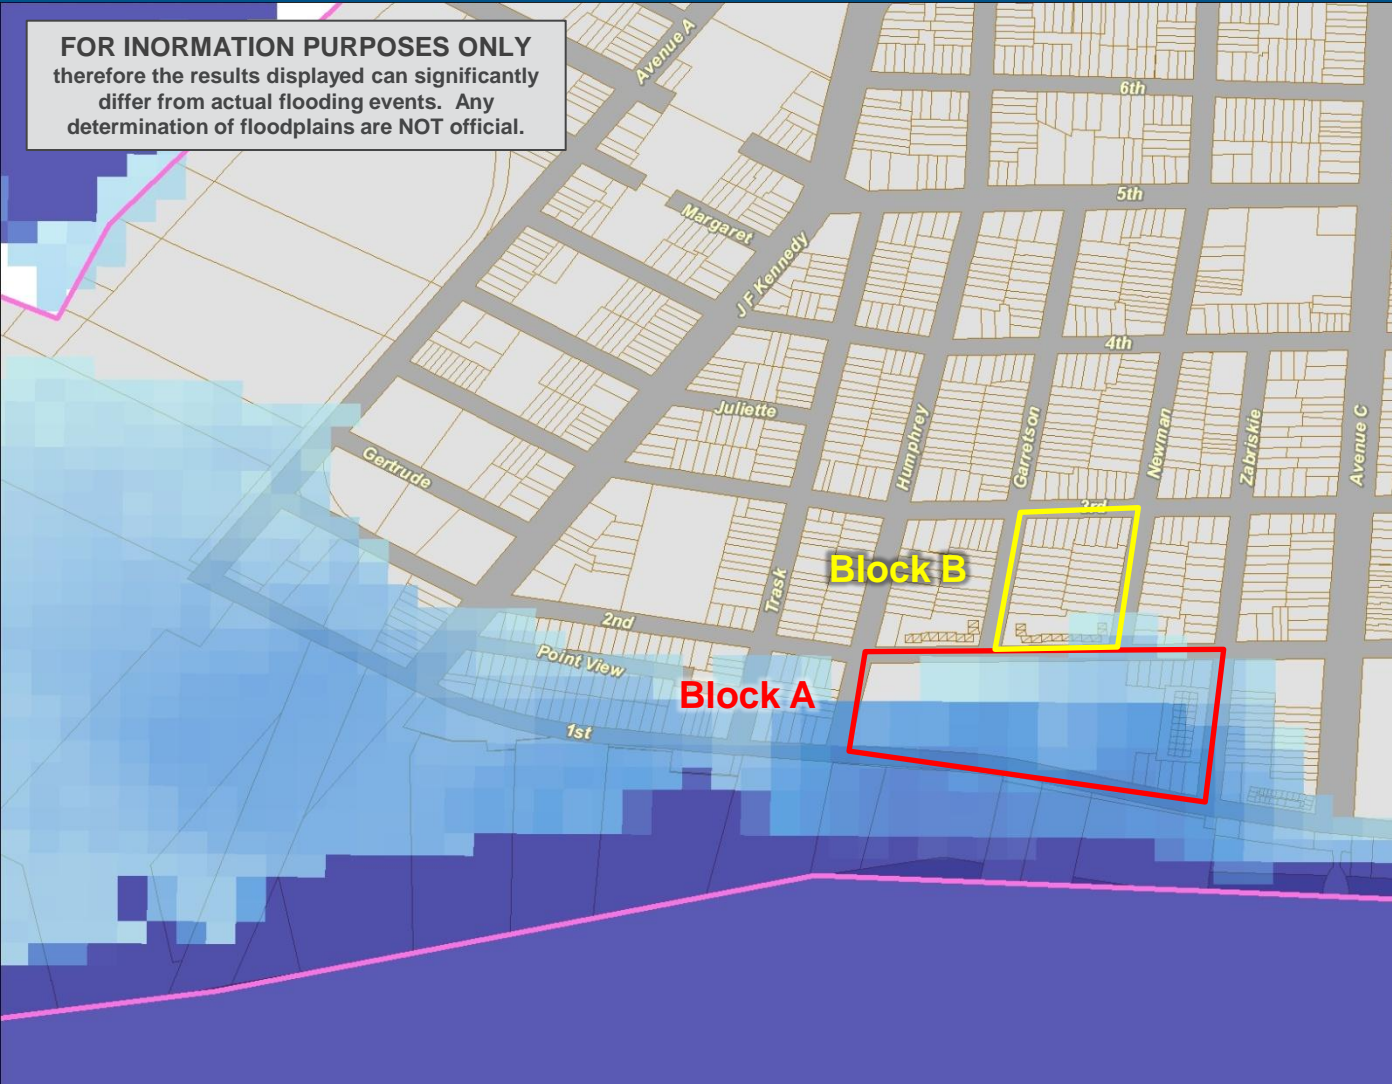 FOR INORMATION PURPOSES ONLY
therefore the results displayed can significantly
differ from actual flooding events. Any
determination of floodplains are NOT official.
Avenue A
6th
5th
Margaret
J F Kennedy
4th
Juliette
Humphrey
Garretson
Newman
Zabriskie
Avenue C
Gertrude
3rd
Block B
Trask
2nd
Point View
Block A
1st